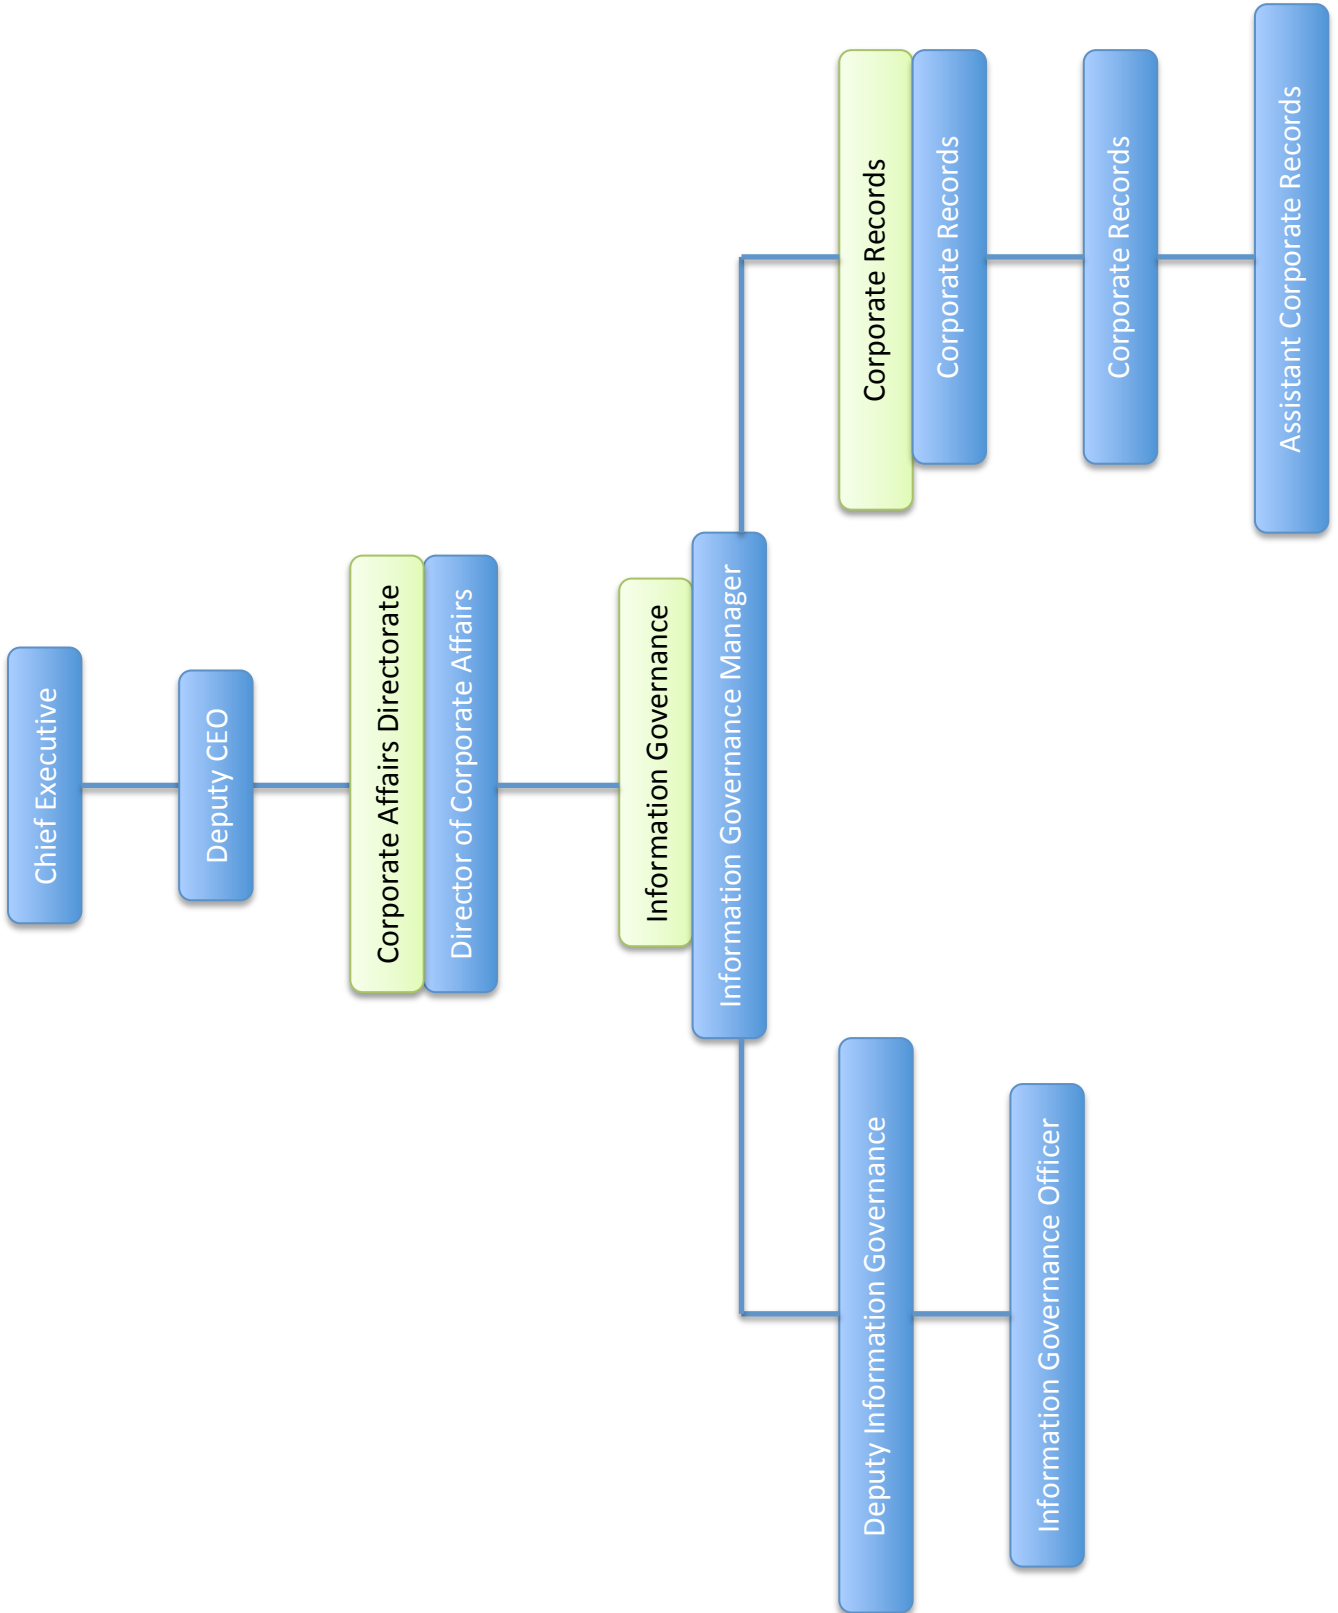 Chief Executive
Deputy CEO
Corporate Affairs Directorate
Director of Corporate Affairs
Information Governance
Information Governance Manager
Deputy Information Governance
Information Governance Officer
Corporate Records
Corporate Records
Corporate Records
Assistant Corporate Records